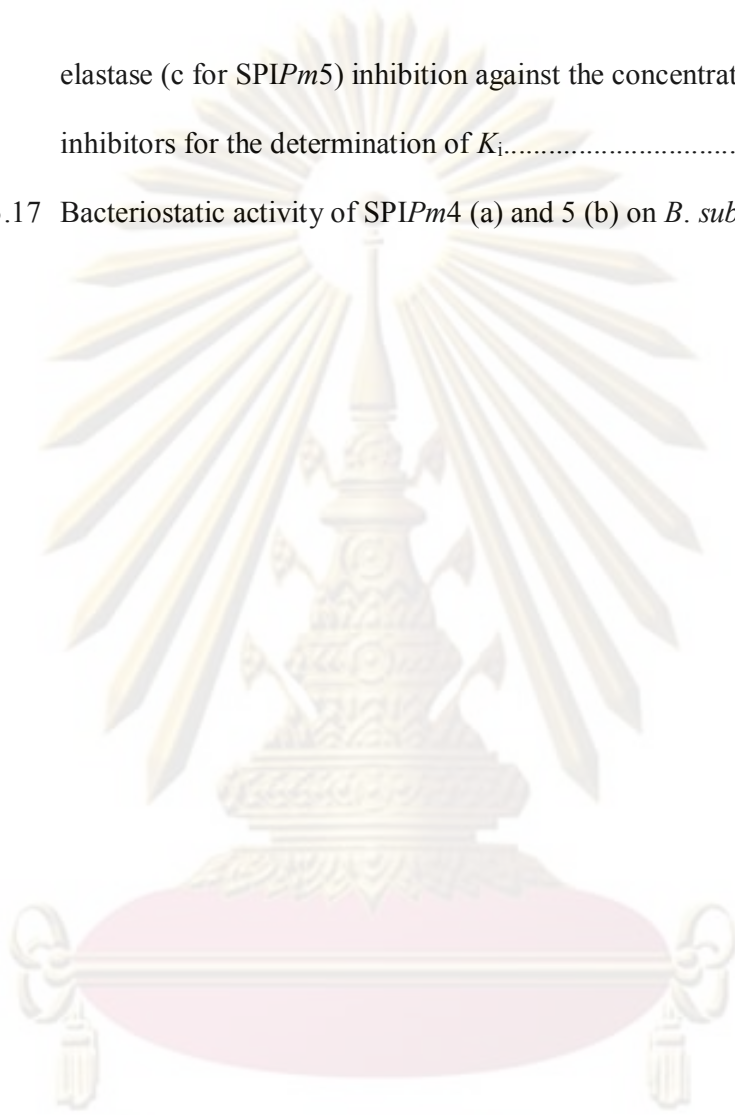 elastase (c for SPIPm5) inhibition against the concentrat
inhibitors for the determination of Ki...............................
.17 Bacteriostatic activity of SPIPm4 (a) and 5 (b) on B. sub